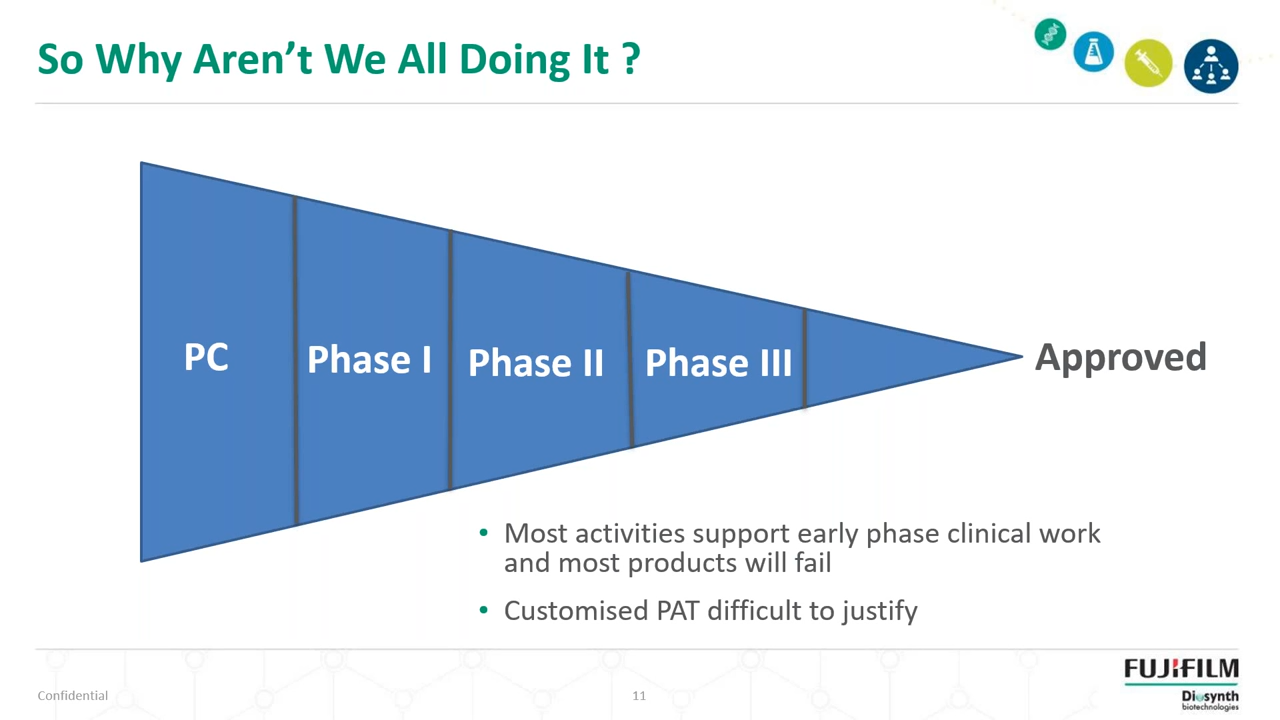 So Why Aren’t We All Doing It ?
PC
Phase I
Phase II
Phase III
Approved
• Most activities support early phase clinical work
and most products will fail
• Customised PAT difficult to justify
Confidential
11
FUJIFILM
Diosynth
biotechnologies